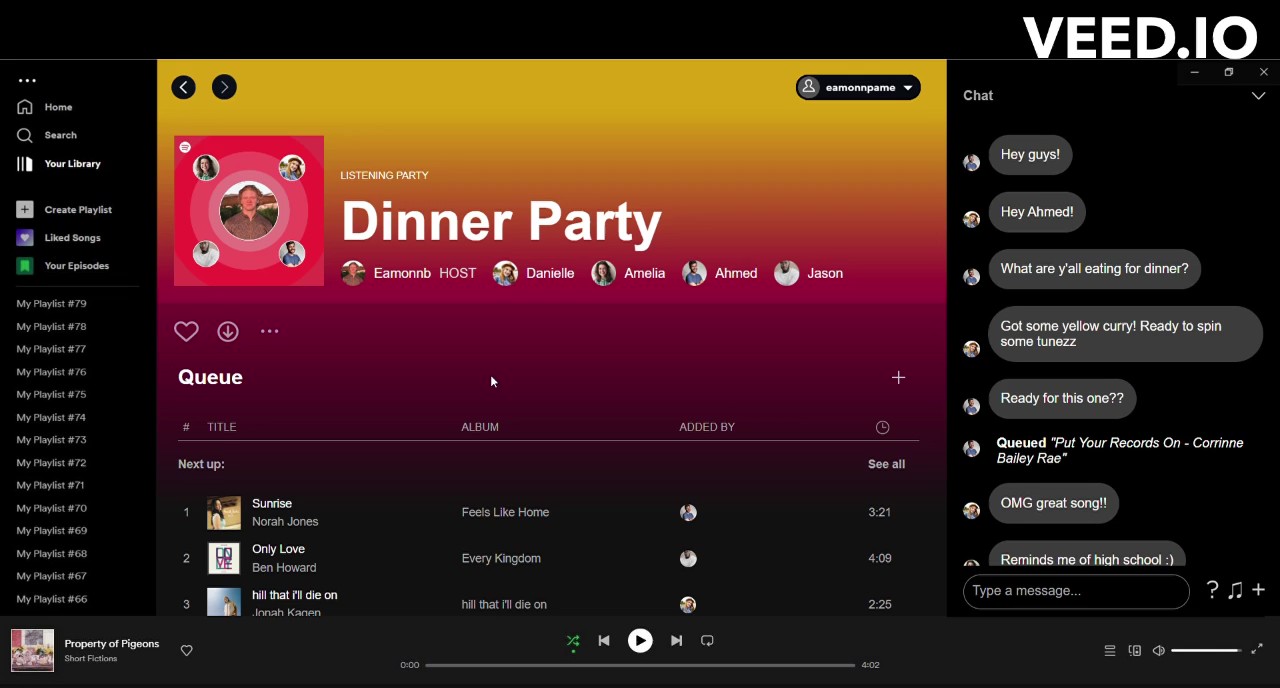 VEED.IO
Home
Search
Your Library
Create Playlist
Liked Songs
Your Episodes
My Playlist #79
My Playlist #78
My Playlist #77
My Playlist #76
My Playlist #75
My Playlist #74
My Playlist #73
My Playlist #72
My Playlist #71
My Playlist #70
My Playlist #69
My Playlist #68
My Playlist #67
My Playlist #66
eamonnpame
LISTENING PARTY
Dinner Party
Eamonnb HOST Danielle Amelia Ahmed Jason
Queue
# TITLE ALBUM ADDED BY
Next up: See all
1 Sunrise Feels Like Home 3:21
Norah Jones
2 Only Love Every Kingdom 4:09
Ben Howard
3 hill that i'll die on hill that i'll die on 2:25
Jonah Kagen
Chat
Hey guys!
Hey Ahmed!
What are y'all eating for dinner?
Got some yellow curry! Ready to spin
some tunezz
Ready for this one??
Queued "Put Your Records On - Corrinne
Bailey Rae"
OMG great song!!
Reminds me of high school :)
Type a message...
?
Property of Pigeons
Short Fictions
0:00 4:02